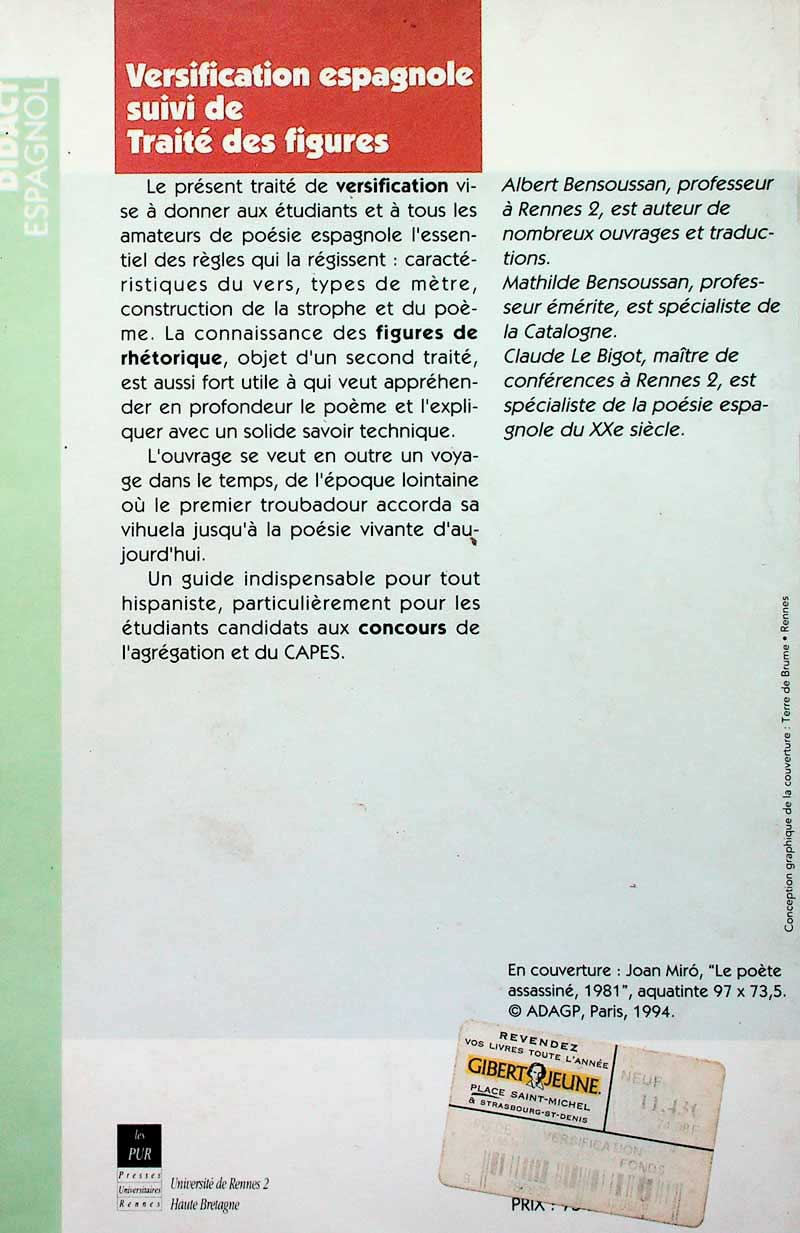 DIDACT
ESPAGNOL
Versification espagnole
suivi de
Traité des figures
Le présent traité de versification vi-
se à donner aux étudiants et à tous les
amateurs de poésie espagnole l'essen-
tiel des règles qui la régissent : caracté-
ristiques du vers, types de mètre,
construction de la strophe et du poè-
me. La connaissance des figures de
rhétorique, objet d'un second traité,
est aussi fort utile à qui veut appréhen-
der en profondeur le poème et l'expli-
quer avec un solide savoir technique.
L'ouvrage se veut en outre un voya-
ge dans le temps, de l'époque lointaine
où le premier troubadour accorda sa
vihuela jusqu'à la poésie vivante d'au-
jourd'hui.
Un guide indispensable pour tout
hispaniste, particulièrement pour les
étudiants candidats aux concours de
l'agrégation et du CAPES.
Albert Bensoussan, professeur
à Rennes 2, est auteur de
nombreux ouvrages et traduc-
tions.
Mathilde Bensoussan, profes-
seur émérite, est spécialiste de
la Catalogne.
Claude Le Bigot, maître de
conférences à Rennes 2, est
spécialiste de la poésie espa-
gnole du XXe siècle.
Conception graphique de la couverture : Terre de Brume • Rennes
En couverture : Joan Miró, "Le poète
assassiné, 1981", aquatinte 97 x 73,5.
© ADAGP, Paris, 1994.
REVENDEZ
VOS LIVRES TOUTE L'ANNÉE
GIBERT JEUNE
PLACE SAINT-MICHEL
& STRASBOURG-ST-DENIS
NEUF
11.43€
VERSIFICATION
FONDS
PRIX :
les
PUR
Presses
Universitaires
Rennes
Université de Rennes 2
Haute Bretagne